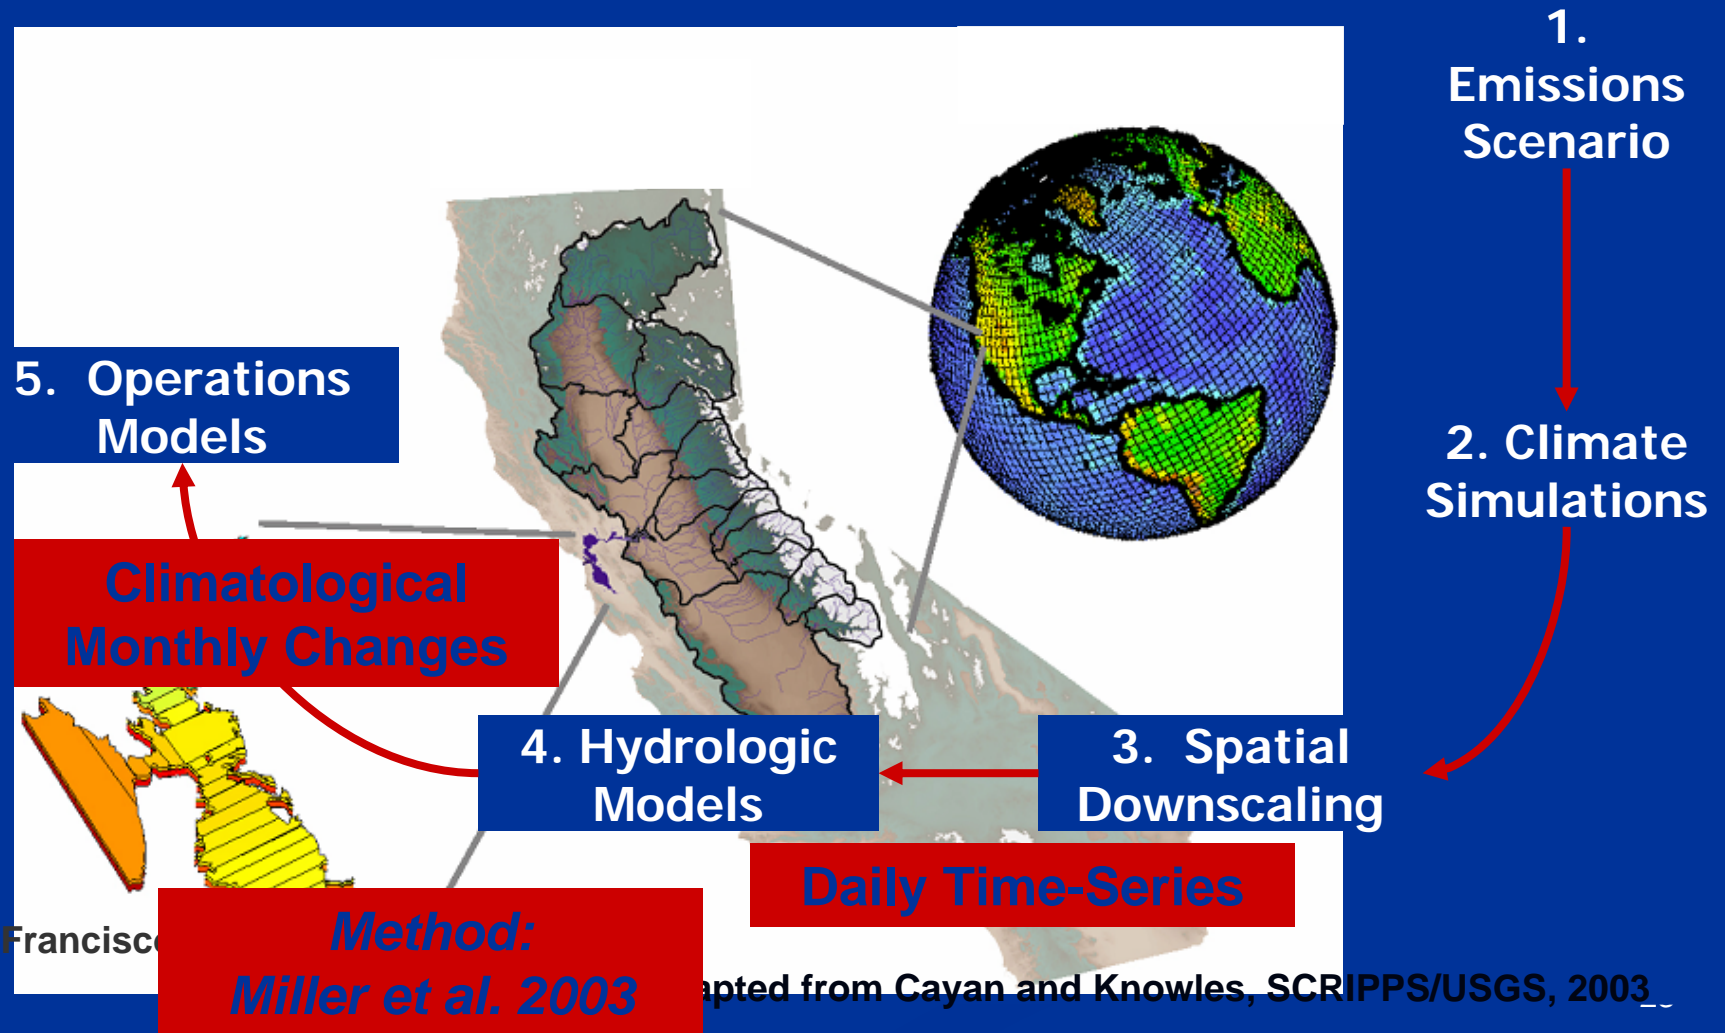 1.
Emissions
Scenario
2. Climate
Simulations
3. Spatial
Downscaling
Daily Time-Series
4. Hydrologic
Models
5. Operations
Models
Climatological
Monthly Changes
Method:
Miller et al. 2003
Francisc
apted from Cayan and Knowles, SCRIPPS/USGS, 2003